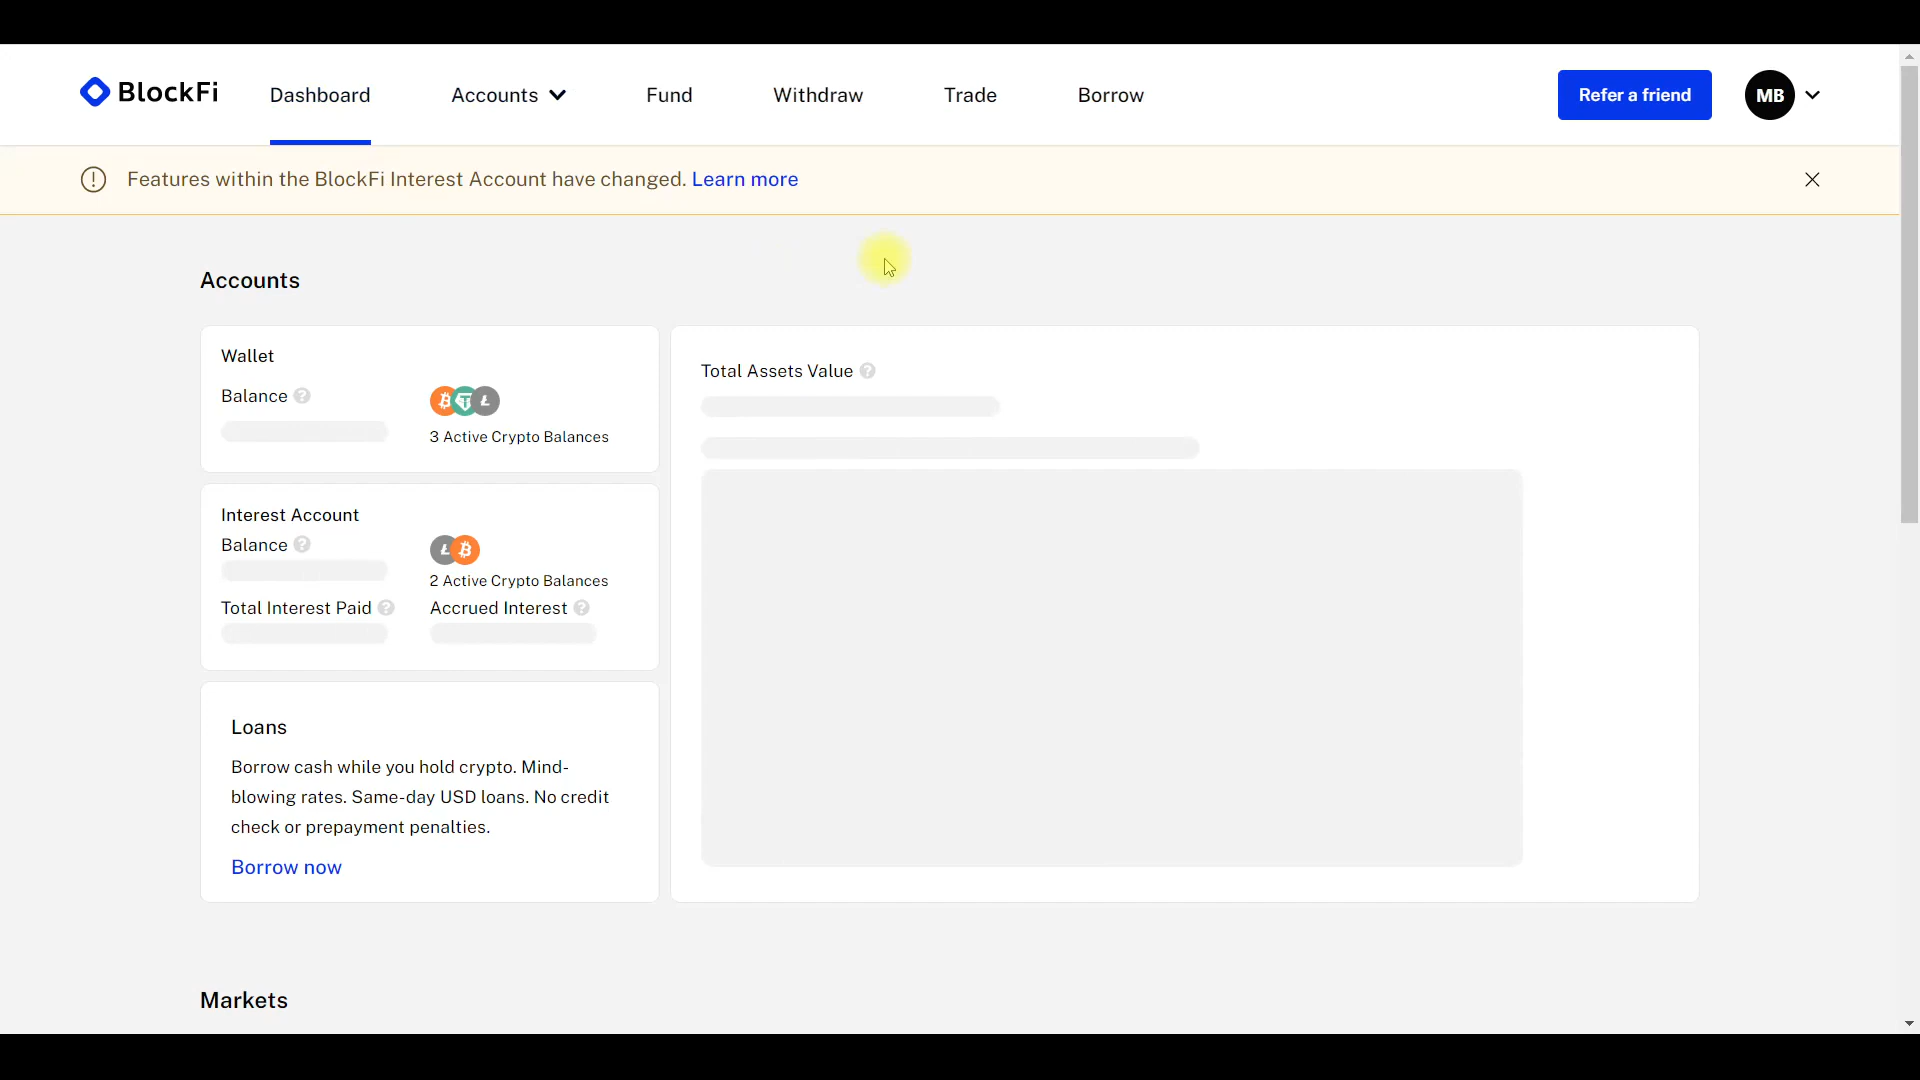 BlockFi
Dashboard
Accounts
Fund
Withdraw
Trade
Borrow
Refer a friend
MB
Features within the BlockFi Interest Account have changed. Learn more
Accounts
Wallet
Balance ?
3 Active Crypto Balances
Interest Account
Balance ?
2 Active Crypto Balances
Total Interest Paid ?
Accrued Interest ?
Loans
Borrow cash while you hold crypto. Mind-
blowing rates. Same-day USD loans. No credit
check or prepayment penalties.
Borrow now
Total Assets Value ?
Markets